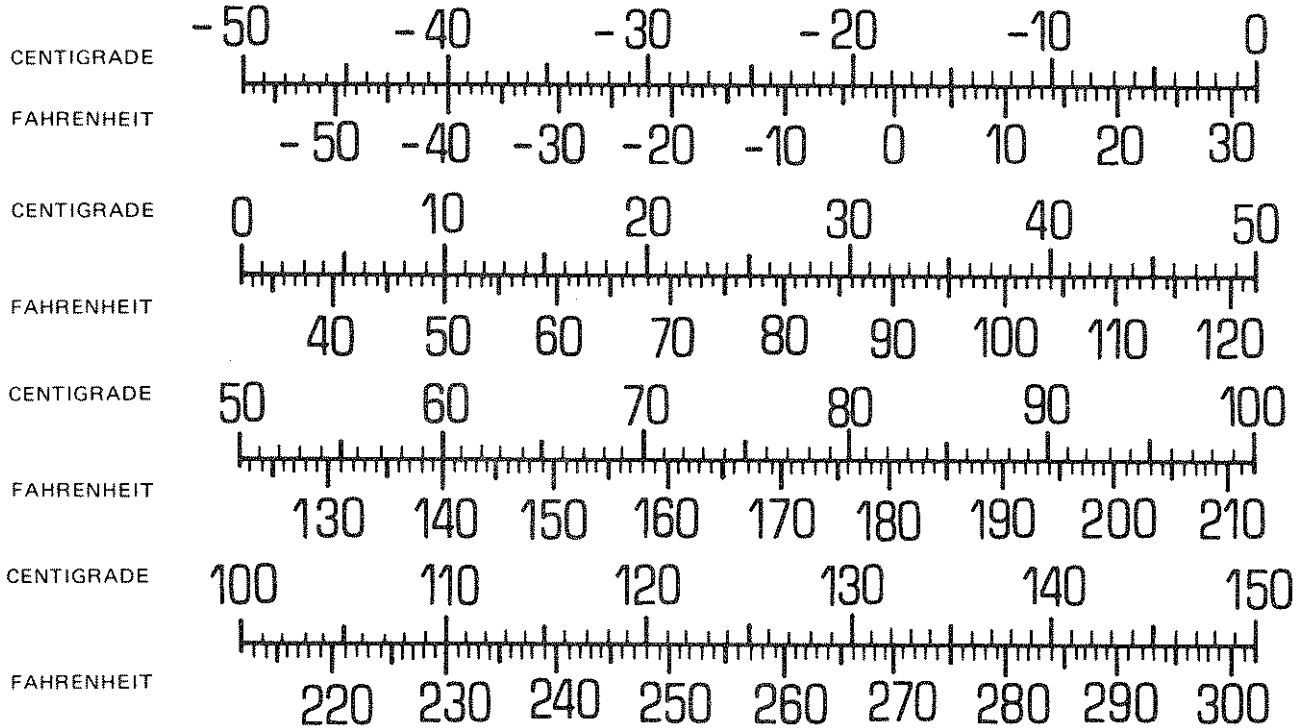 -50 -40 -30 -20 -10 0
CENTIGRADE
FAHRENHEIT
-50 -40 -30 -20 -10 0 10 20 30
CENTIGRADE 0 10 20 30 40 50
FAHRENHEIT
40 50 60 70 80 90 100 110 120
CENTIGRADE 50 60 70 80 90 100
FAHRENHEIT
130 140 150 160 170 180 190 200 210
CENTIGRADE 100 110 120 130 140 150
FAHRENHEIT
220 230 240 250 260 270 280 290 300